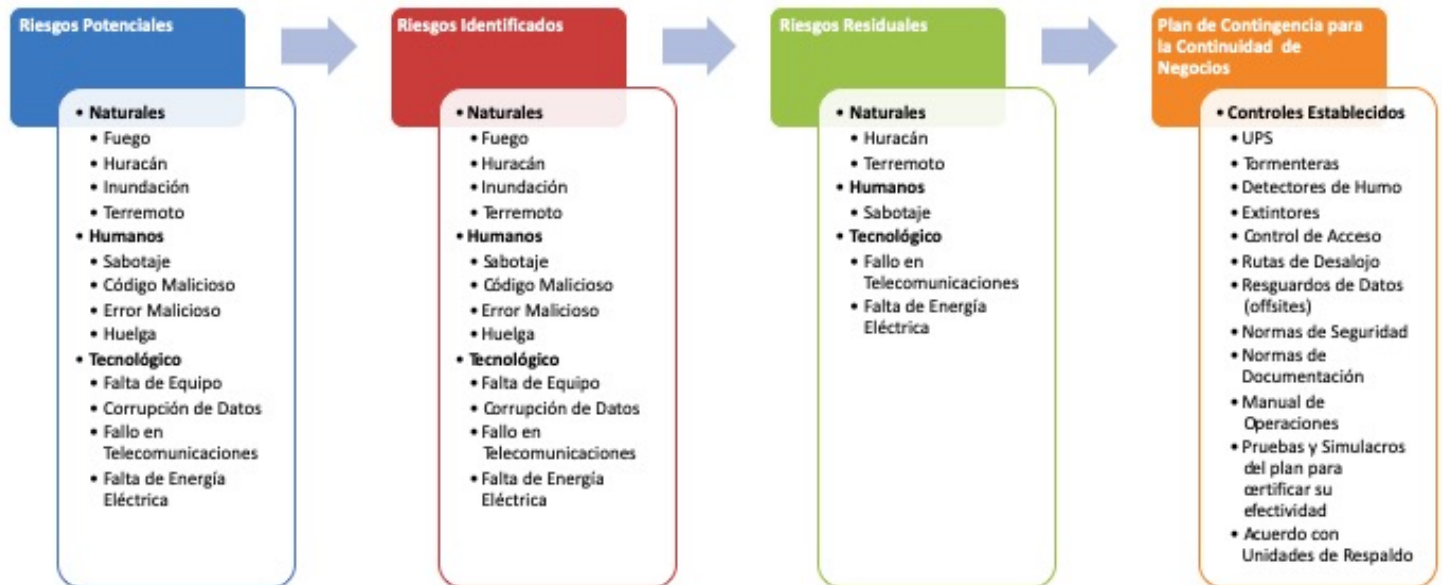 Riesgos Potenciales
• Naturales
• Fuego
• Huracán
• Inundación
• Terremoto
• Humanos
• Sabotaje
• Código Malicioso
• Error Malicioso
• Huelga
• Tecnológico
• Falta de Equipo
• Corrupción de Datos
• Fallo en
Telecomunicaciones
• Falta de Energía
Eléctrica
Riesgos Identificados
• Naturales
• Fuego
• Huracán
• Inundación
• Terremoto
• Humanos
• Sabotaje
• Código Malicioso
• Error Malicioso
• Huelga
• Tecnológico
• Falta de Equipo
• Corrupción de Datos
• Fallo en
Telecomunicaciones
• Falta de Energía
Eléctrica
Riesgos Residuales
• Naturales
• Huracán
• Terremoto
• Humanos
• Sabotaje
• Tecnológico
• Fallo en
Telecomunicaciones
• Falta de Energía
Eléctrica
Plan de Contingencia para
la Continuidad de
Negocios
• Controles Establecidos
• UPS
• Tormenteras
• Detectores de Humo
• Extintores
• Control de Acceso
• Rutas de Desalojo
• Resguardos de Datos
(offsites)
• Normas de Seguridad
• Normas de
Documentación
• Manual de
Operaciones
• Pruebas y Simulacros
del plan para
certificar su
efectividad
• Acuerdo con
Unidades de Respaldo